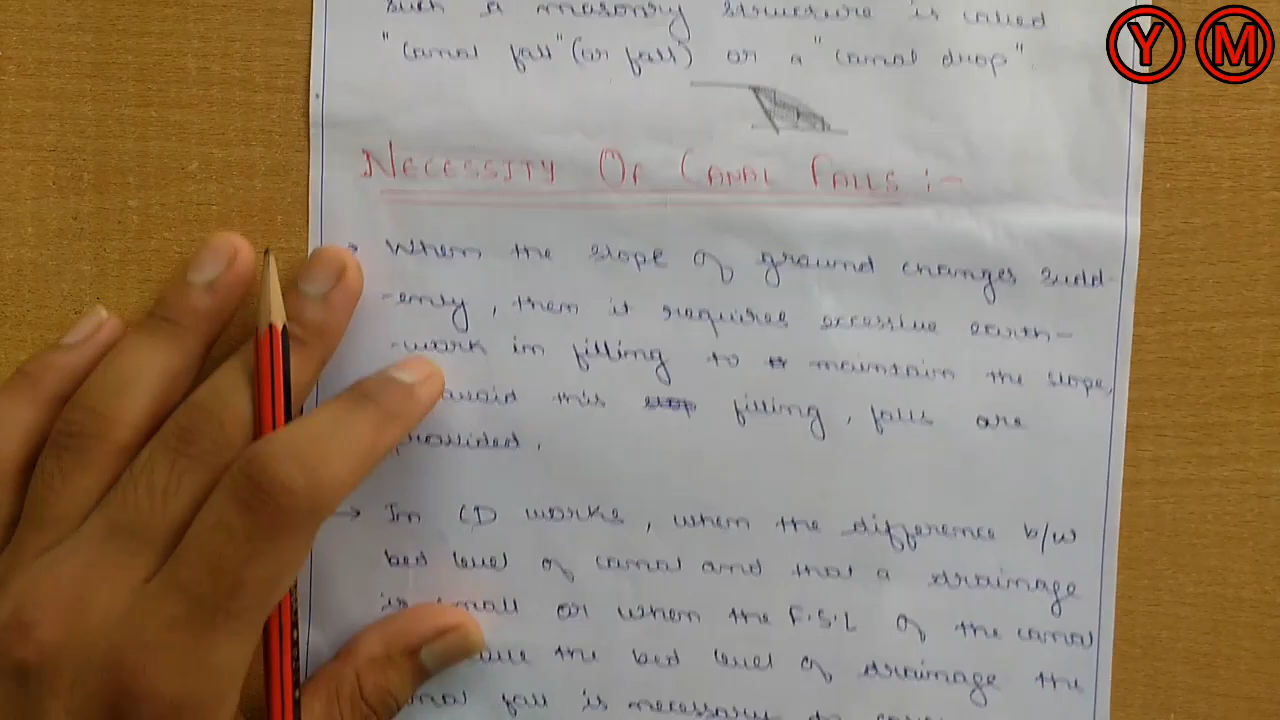 such a masonry structure is called
"canal fall" (or fall) or a "canal drop"
Y M
NECESSITY OF CANAL FALLS :-
→ When the slope of ground changes sudd-
-enly, then it requires excessive earth-
-work in filling to maintain the slope,
avoid this filling, falls are
provided.
→ In CD works, when the difference b/w
bed level of canal and that a drainage
is small or when the F.S.L of the canal
the bed level of drainage the
canal fall is necessary to